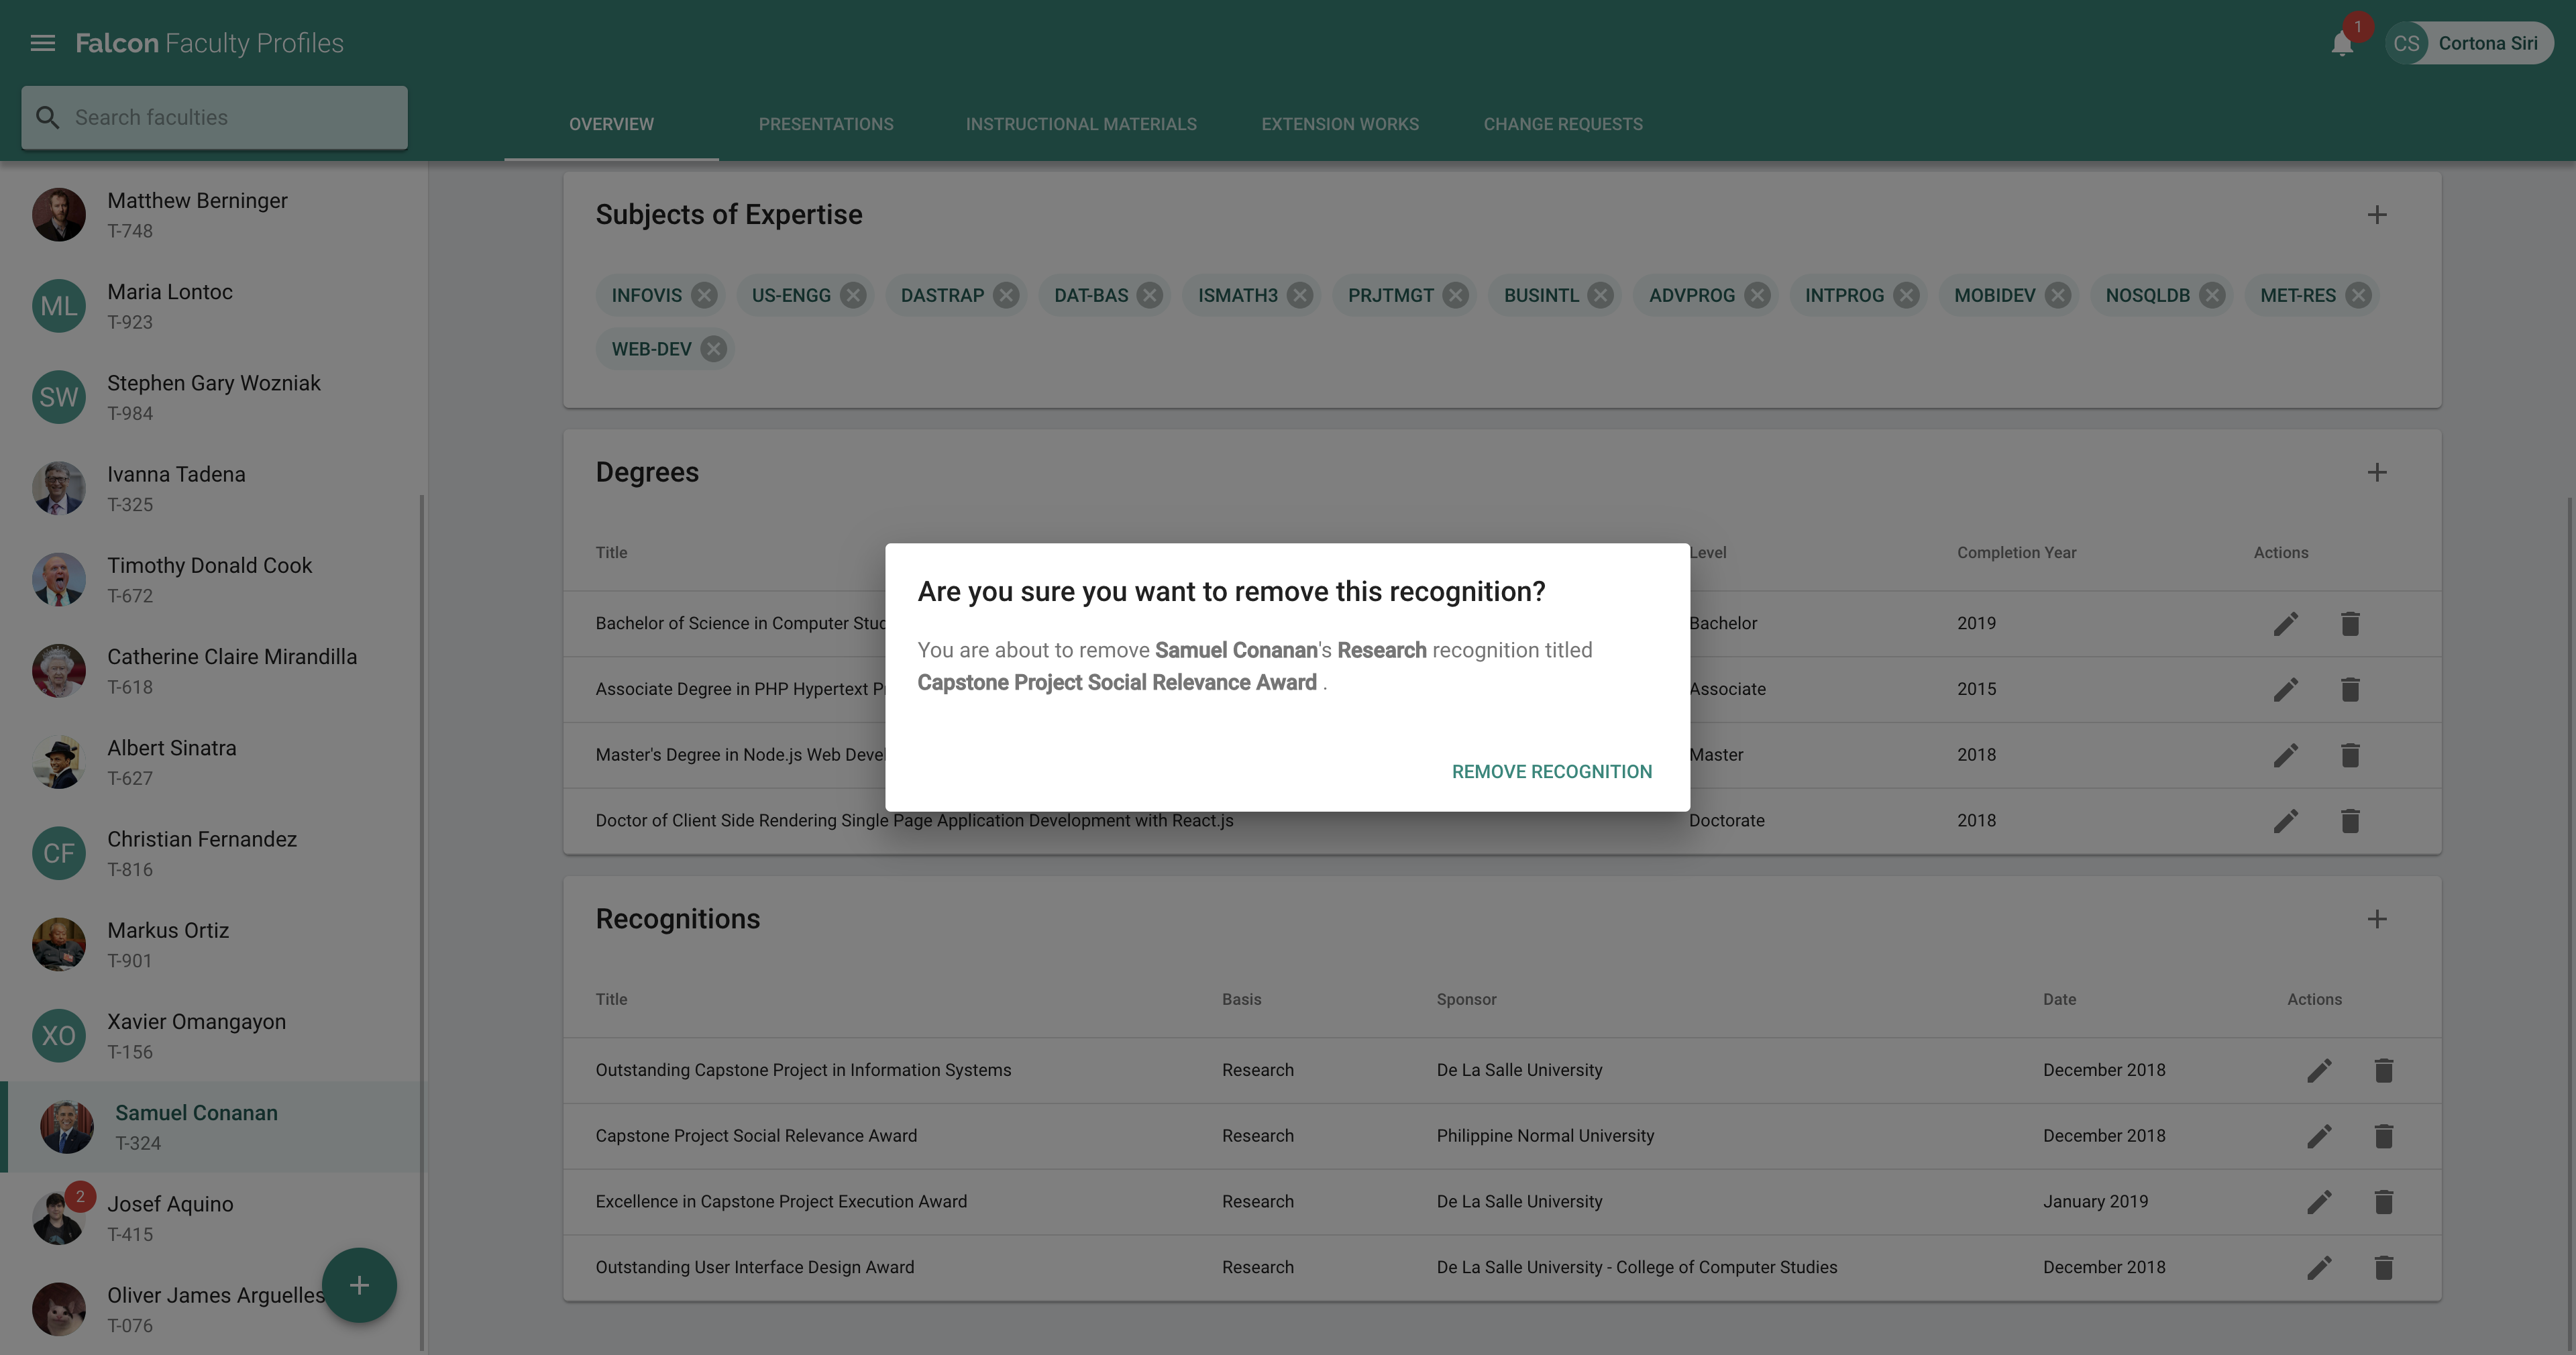 Falcon Faculty Profiles
1
CS Cortona Siri
Search faculties
OVERVIEW PRESENTATIONS INSTRUCTIONAL MATERIALS EXTENSION WORKS CHANGE REQUESTS
Matthew Berninger
T-748
ML Maria Lontoc
T-923
SW Stephen Gary Wozniak
T-984
Ivanna Tadena
T-325
Timothy Donald Cook
T-672
Catherine Claire Mirandilla
T-618
Albert Sinatra
T-627
CF Christian Fernandez
T-816
Markus Ortiz
T-901
XO Xavier Omangayon
T-156
Samuel Conanan
T-324
2 Josef Aquino
T-415
Oliver James Arguelles
T-076
Subjects of Expertise
INFOVIS US-ENGG DASTRAP DAT-BAS ISMATH3 PRJTMGT BUSINTL ADVPROG INTPROG MOBIDEV NOSQLDB MET-RES
WEB-DEV
Degrees
Title Level Completion Year Actions
Bachelor of Science in Computer Bachelor 2019
Associate Degree in PHP Hypertext Associate 2015
Master's Degree in Node.js Web Master 2018
Doctor of Client Side Rendering Single Page Application Development with React.js Doctorate 2018
Are you sure you want to remove this recognition?
You are about to remove Samuel Conanan's Research recognition titled
Capstone Project Social Relevance Award .
REMOVE RECOGNITION
Recognitions
Title Basis Sponsor Date Actions
Outstanding Capstone Project in Information Systems Research De La Salle University December 2018
Capstone Project Social Relevance Award Research Philippine Normal University December 2018
Excellence in Capstone Project Execution Award Research De La Salle University January 2019
Outstanding User Interface Design Award Research De La Salle University - College of Computer Studies December 2018